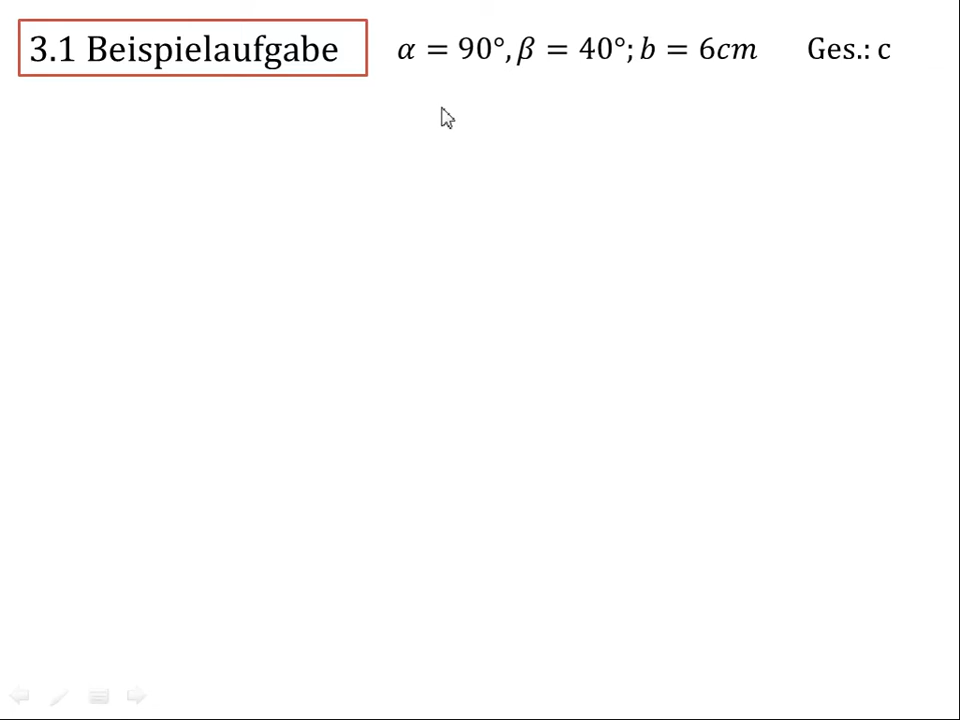 3.1 Beispielaufgabe α = 90°, β = 40°; b = 6cm Ges.: c